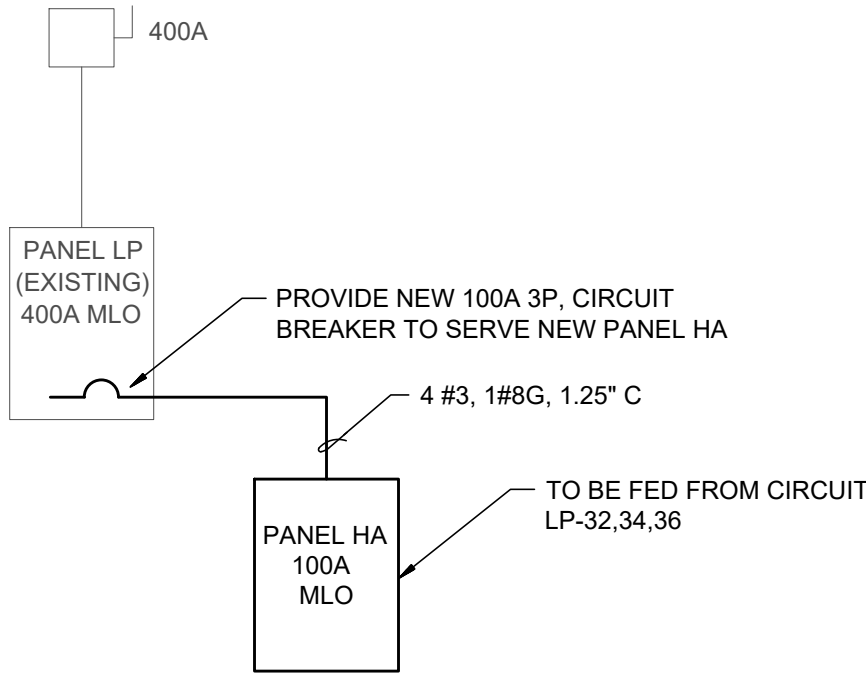 400A
PANEL LP
(EXISTING)
400A MLO
PROVIDE NEW 100A 3P, CIRCUIT
BREAKER TO SERVE NEW PANEL HA
4 #3, 1#8G, 1.25" C
TO BE FED FROM CIRCUIT
LP-32,34,36
PANEL HA
100A
MLO